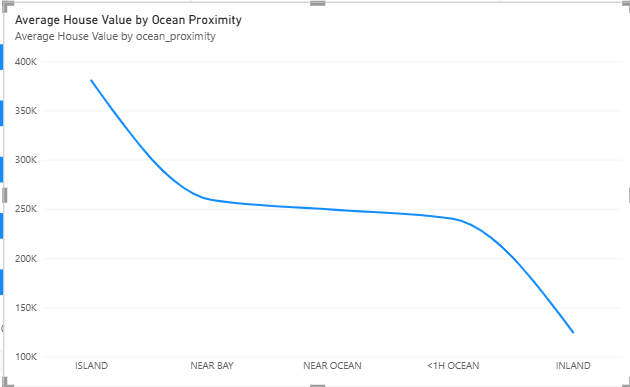 Average House Value by Ocean Proximity
Average House Value by ocean_proximity
400K
350K
300K
250K
200K
150K
100K
ISLAND NEAR BAY NEAR OCEAN <1H OCEAN INLAND